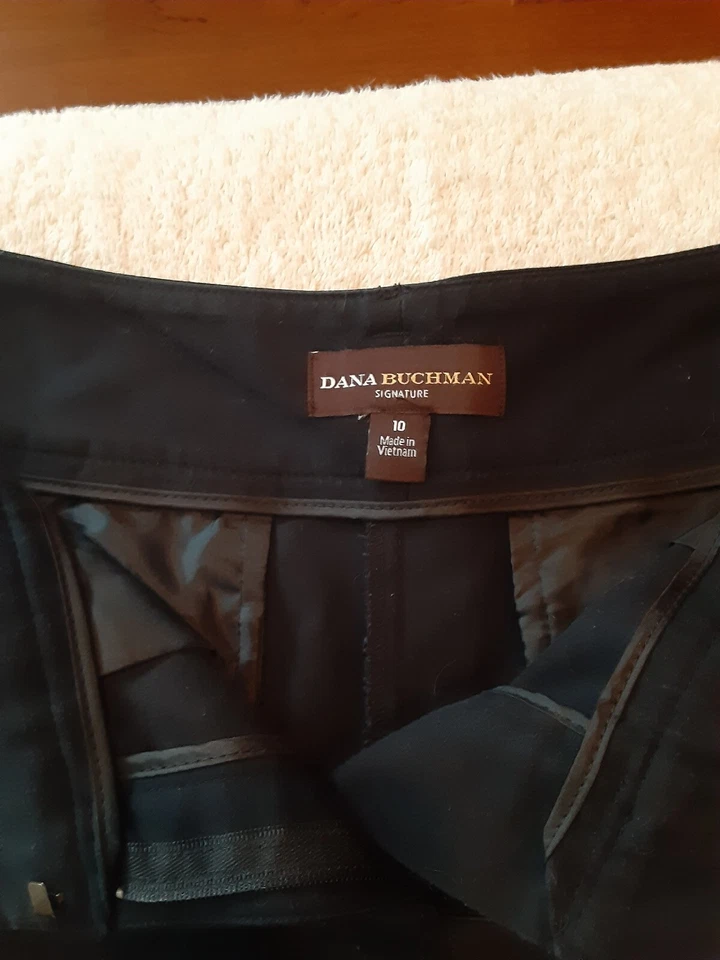 DANA BUCHMAN
SIGNATURE
10
Made in
Vietnam